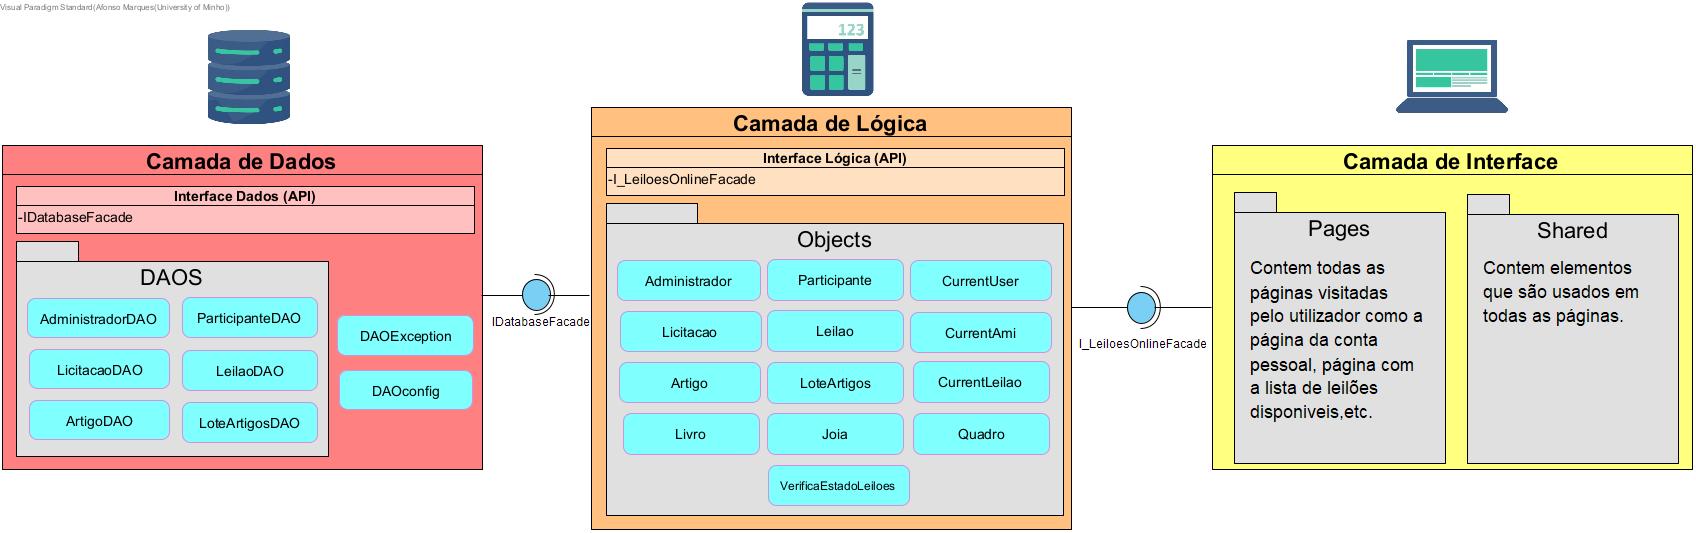 Visual Paradigm Standard(Afonso Marques(University of Minho))
123
Camada de Dados
Interface Dados (API)
-IDatabaseFacade
DAOS
AdministradorDAO
ParticipanteDAO
LicitacaoDAO
LeilaoDAO
ArtigoDAO
LoteArtigosDAO
DAOException
DAOconfig
IDatabaseFacade
Camada de Lógica
Interface Lógica (API)
-I_LeiloesOnlineFacade
Objects
Administrador
Participante
CurrentUser
Licitacao
Leilao
CurrentAmi
Artigo
LoteArtigos
CurrentLeilao
Livro
Joia
Quadro
VerificaEstadoLeiloes
I_LeiloesOnlineFacade
Camada de Interface
Pages
Contem todas as
páginas visitadas
pelo utilizador como a
página da conta
pessoal, página com
a lista de leilões
disponiveis,etc.
Shared
Contem elementos
que são usados em
todas as páginas.